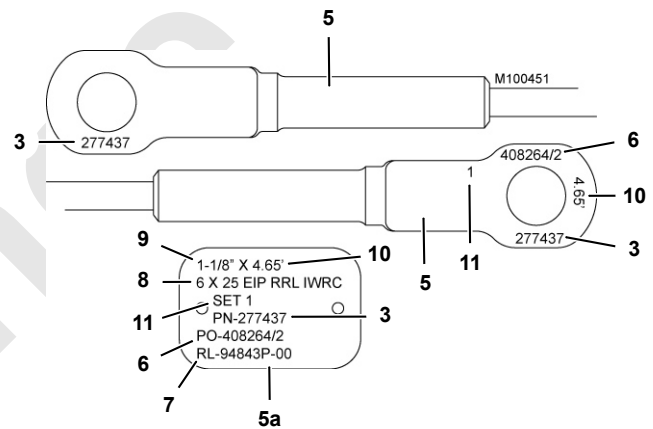 5
M100451
3
277437
408264/2
6
1
4.65'
10
277437
3
5
11
9
10
1-1/8" X 4.65'
8
6 X 25 EIP RRL IWRC
SET 1
11
PN-277437
3
PO-408264/2
6
RL-94843P-00
7
5a